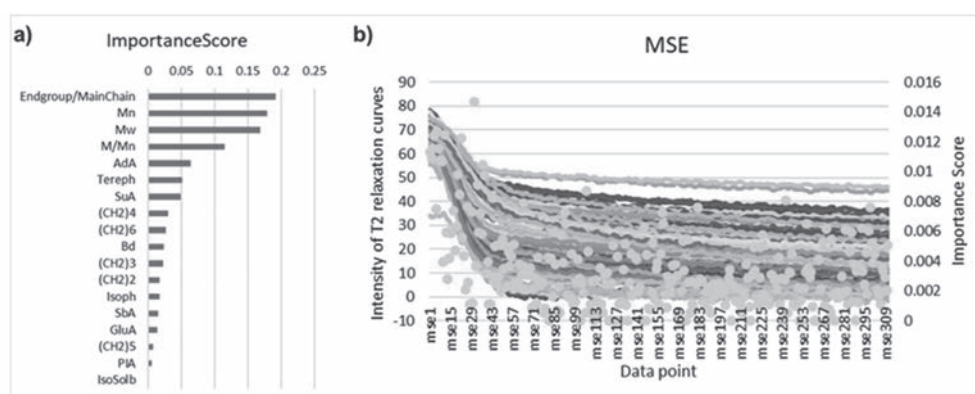 a)
ImportanceScore
0 0.05 0.1 0.15 0.2 0.25
Endgroup/MainChain
Mn
Mw
M/Mn
AdA
Tereph
SuA
(CH2)4
(CH2)6
Bd
(CH2)3
(CH2)2
Isoph
SbA
GluA
(CH2)5
PIA
IsoSolb
b)
MSE
Intensity of T2 relaxation curves
90
80
70
60
50
40
30
20
10
0
-10
0.016
0.014
0.012
0.01
0.008
0.006
0.004
0.002
0
Importance Score
mse1
mse15
mse29
mse43
mse57
mse71
mse85
mse99
mse113
mse127
mse141
mse155
mse169
mse183
mse197
mse211
mse225
mse239
mse253
mse267
mse281
mse295
mse309
Data point